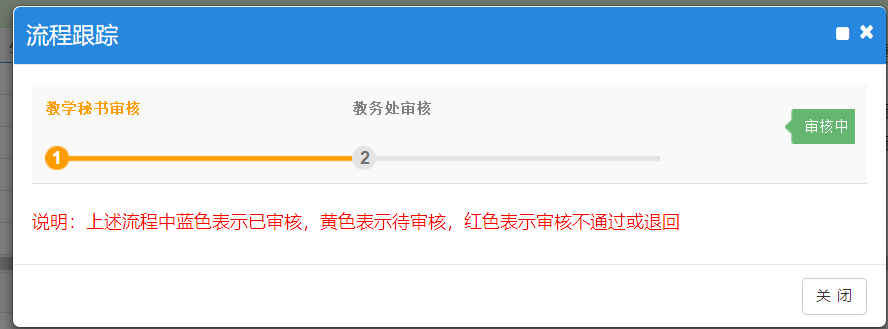 流程跟踪
教学秘书审核
教务处审核
审核中
1
2
说明：上述流程中蓝色表示已审核，黄色表示待审核，红色表示审核不通过或退回
关 闭